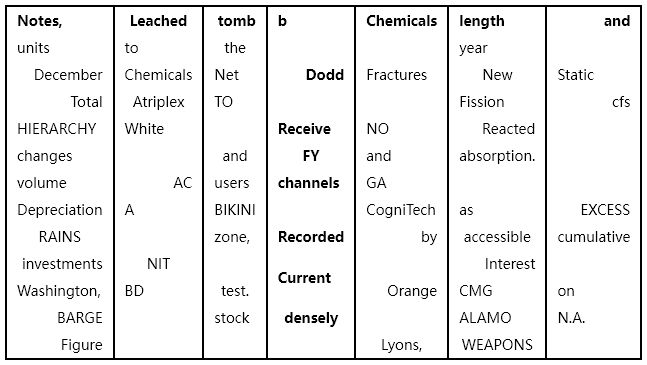 Notes, Leached tomb b Chemicals length and
units to the year
December Chemicals Net Dodd Fractures New Static
Total Atriplex TO Fission cfs
HIERARCHY White Receive NO Reacted
changes and FY and absorption.
volume AC users channels GA
Depreciation A BIKINI CogniTech as EXCESS
RAINS zone, Recorded by accessible cumulative
investments NIT Current Interest
Washington, BD test. Orange CMG on
BARGE stock densely ALAMO N.A.
Figure Lyons, WEAPONS